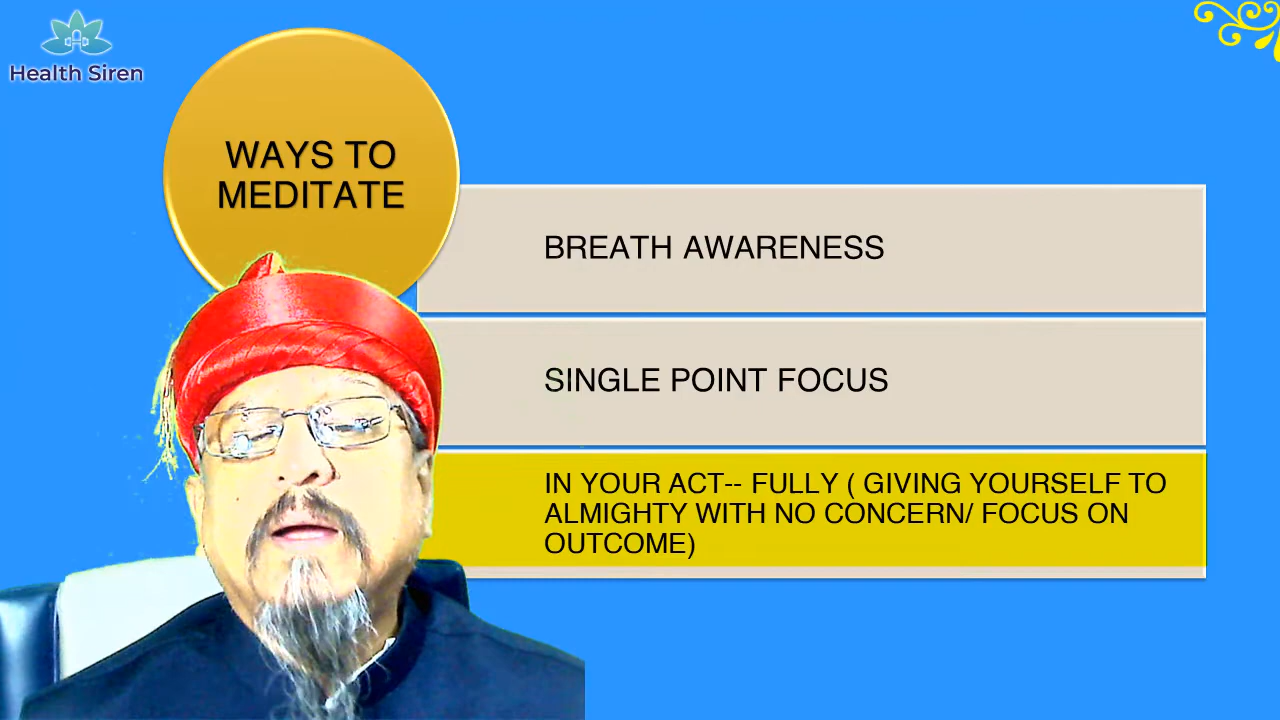 Health Siren
WAYS TO
MEDITATE
BREATH AWARENESS
SINGLE POINT FOCUS
IN YOUR ACT-- FULLY ( GIVING YOURSELF TO
ALMIGHTY WITH NO CONCERN/ FOCUS ON
OUTCOME)